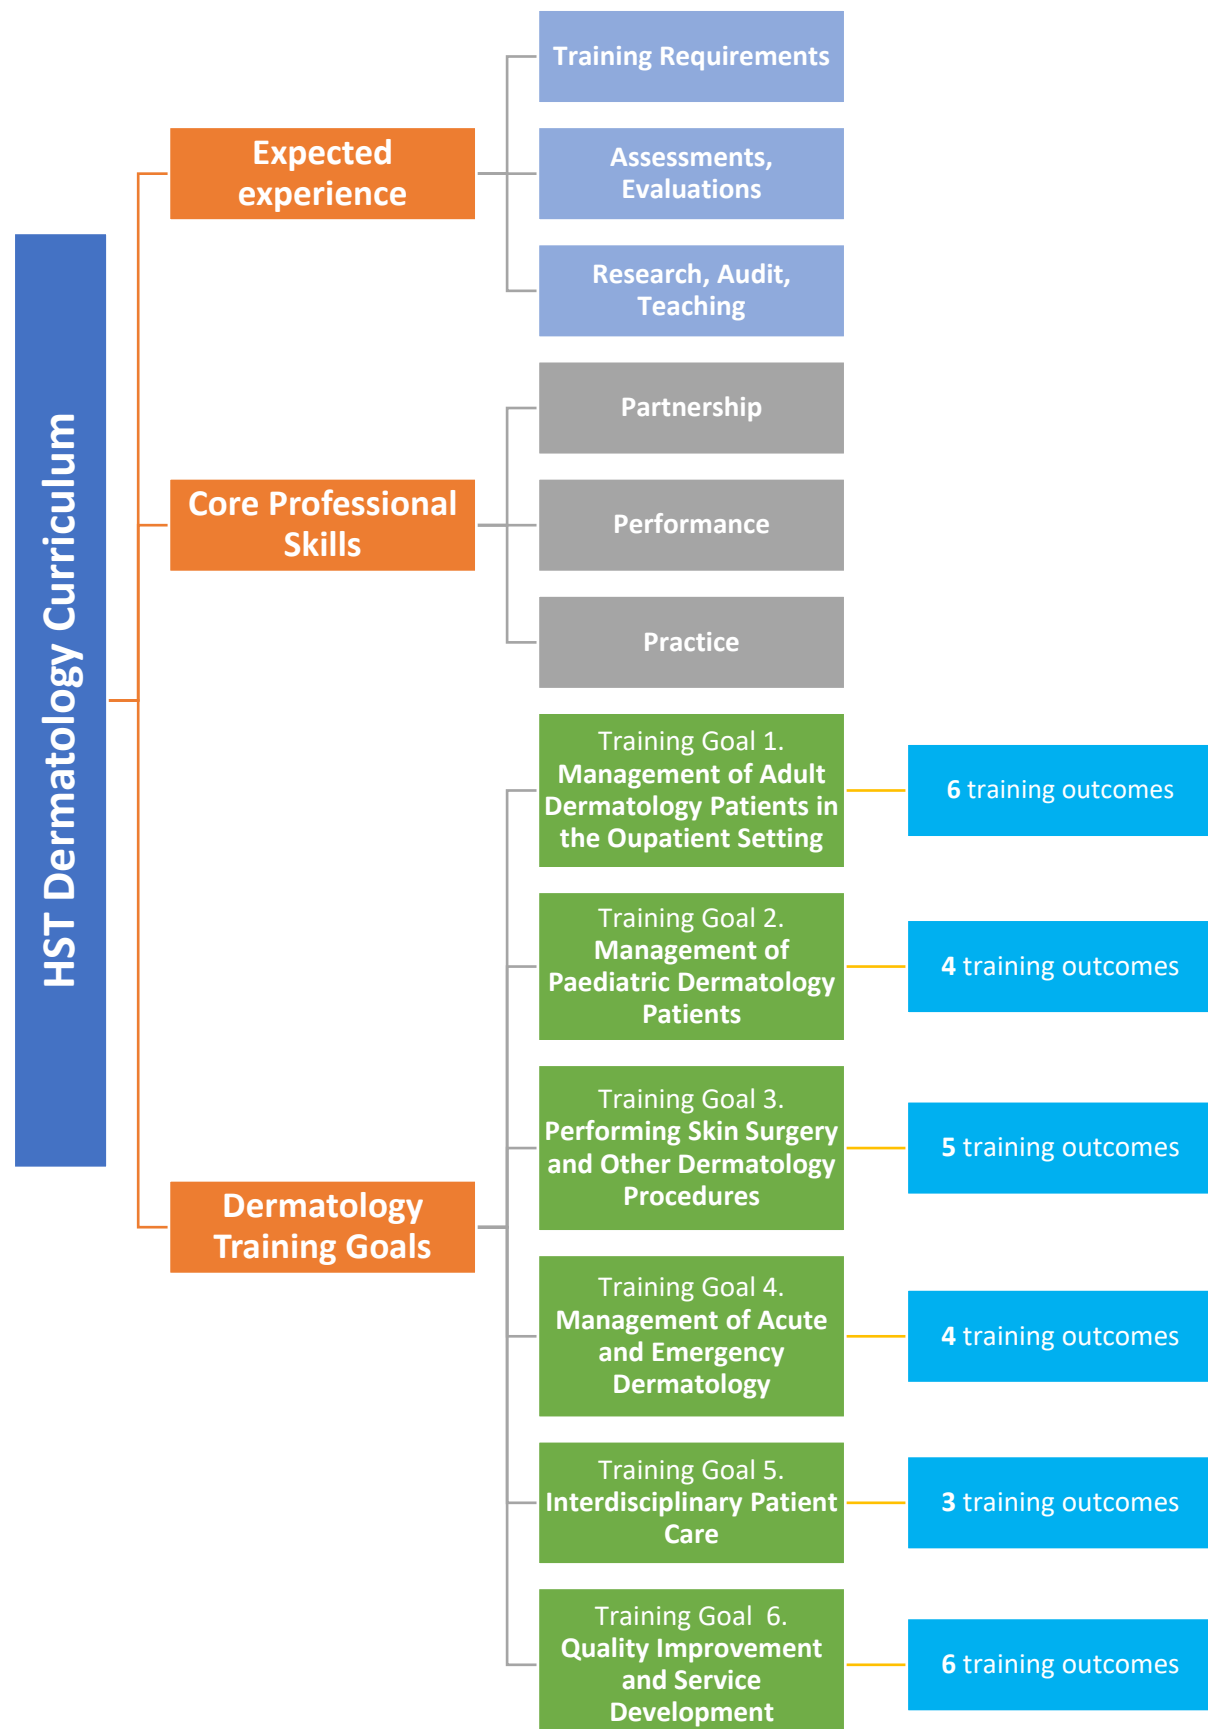 HST Dermatology Curriculum
Expected
experience
Training Requirements
Assessments,
Evaluations
Research, Audit,
Teaching
Core Professional
Skills
Partnership
Performance
Practice
Dermatology
Training Goals
Training Goal 1.
Management of Adult
Dermatology Patients in
the Oupatient Setting
6 training outcomes
Training Goal 2.
Management of
Paediatric Dermatology
Patients
4 training outcomes
Training Goal 3.
Performing Skin Surgery
and Other Dermatology
Procedures
5 training outcomes
Training Goal 4.
Management of Acute
and Emergency
Dermatology
4 training outcomes
Training Goal 5.
Interdisciplinary Patient
Care
3 training outcomes
Training Goal  6.
Quality Improvement
and Service
Development
6 training outcomes